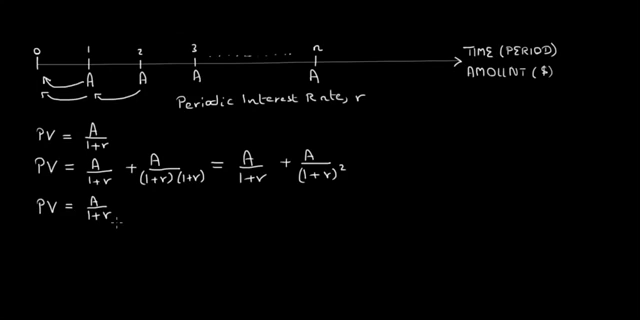 0 1 2 3 ............ n TIME (PERIOD)
A A A A AMOUNT ($)
Periodic Interest Rate, r
PV = A/1+r
PV = A/1+r + A/(1+r)(1+r) = A/1+r + A/(1+r)²
PV = A/1+r